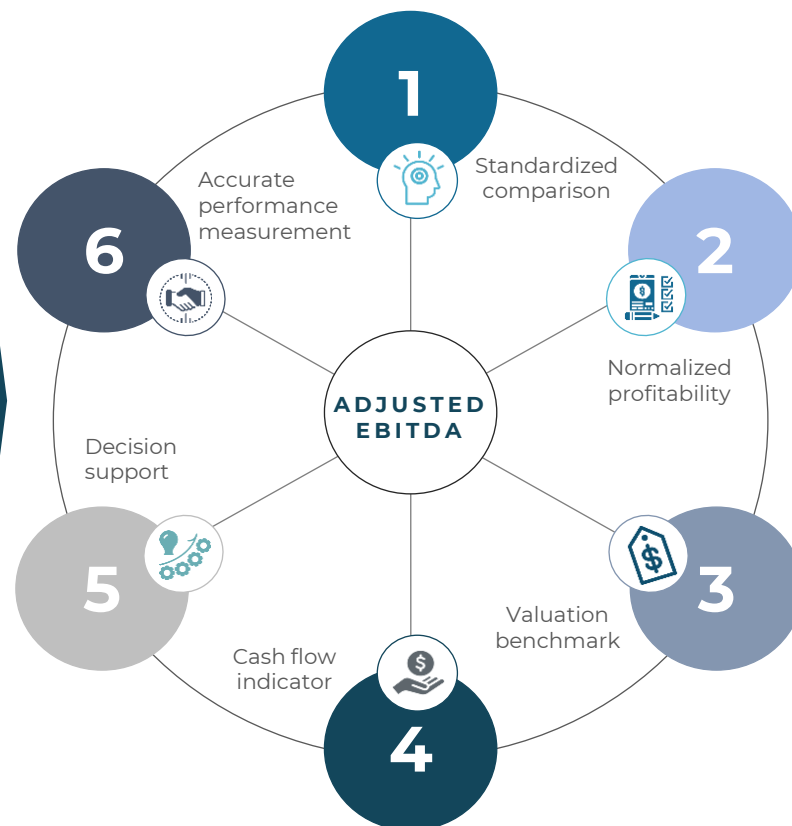 1
Standardized
comparison
2
Normalized
profitability
3
Valuation
benchmark
4
Cash flow
indicator
5
Decision
support
6
Accurate
performance
measurement
ADJUSTED
EBITDA
$
$
$